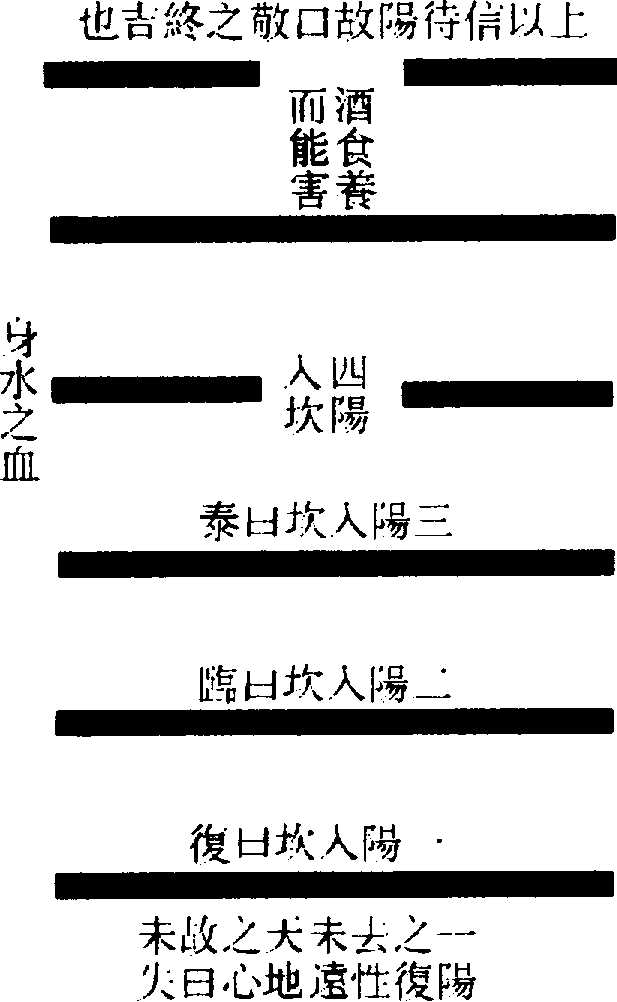 上以信待陽故口敬之終吉也
酒食養
而能害
四陽
入坎
身水之血
三陽入坎曰泰
二陽入坎曰臨
一陽入坎曰復
一陽
之復
去性
未遠
天地
之心
故曰
未失